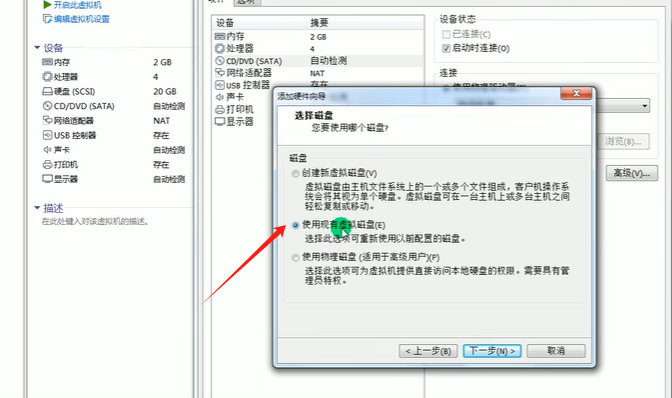 开启此虚拟机
编辑虚拟机设置
设备
内存 2 GB
处理器 4
硬盘 (SCSI) 20 GB
CD/DVD (SATA) 自动检测
网络适配器 NAT
USB 控制器 存在
声卡 自动检测
打印机 存在
显示器 自动检测
描述
在此处键入对该虚拟机的描述。
选项
设备 摘要
内存 2 GB
处理器 4
CD/DVD (SATA) 自动检测
网络适配器 NAT
USB 控制器
声卡
打印机
显示器
设备状态
已连接(C)
启动时连接(O)
连接
浏览(B)...
高级(V)...
添加硬件向导
选择磁盘
您要使用哪个磁盘?
磁盘
创建新虚拟磁盘(V)
虚拟磁盘由主机文件系统上的一个或多个文件组成，客户机操作系
统会将其视为单个硬盘。虚拟磁盘可在一台主机上或多台主机之间
轻松复制或移动。
使用现有虚拟磁盘(E)
选择此选项可重新使用以前配置的磁盘。
使用物理磁盘 (适用于高级用户)(P)
选择此选项可为虚拟机提供直接访问本地硬盘的权限。需要具有管
理员特权。
< 上一步(B)
下一步(N) >
取消